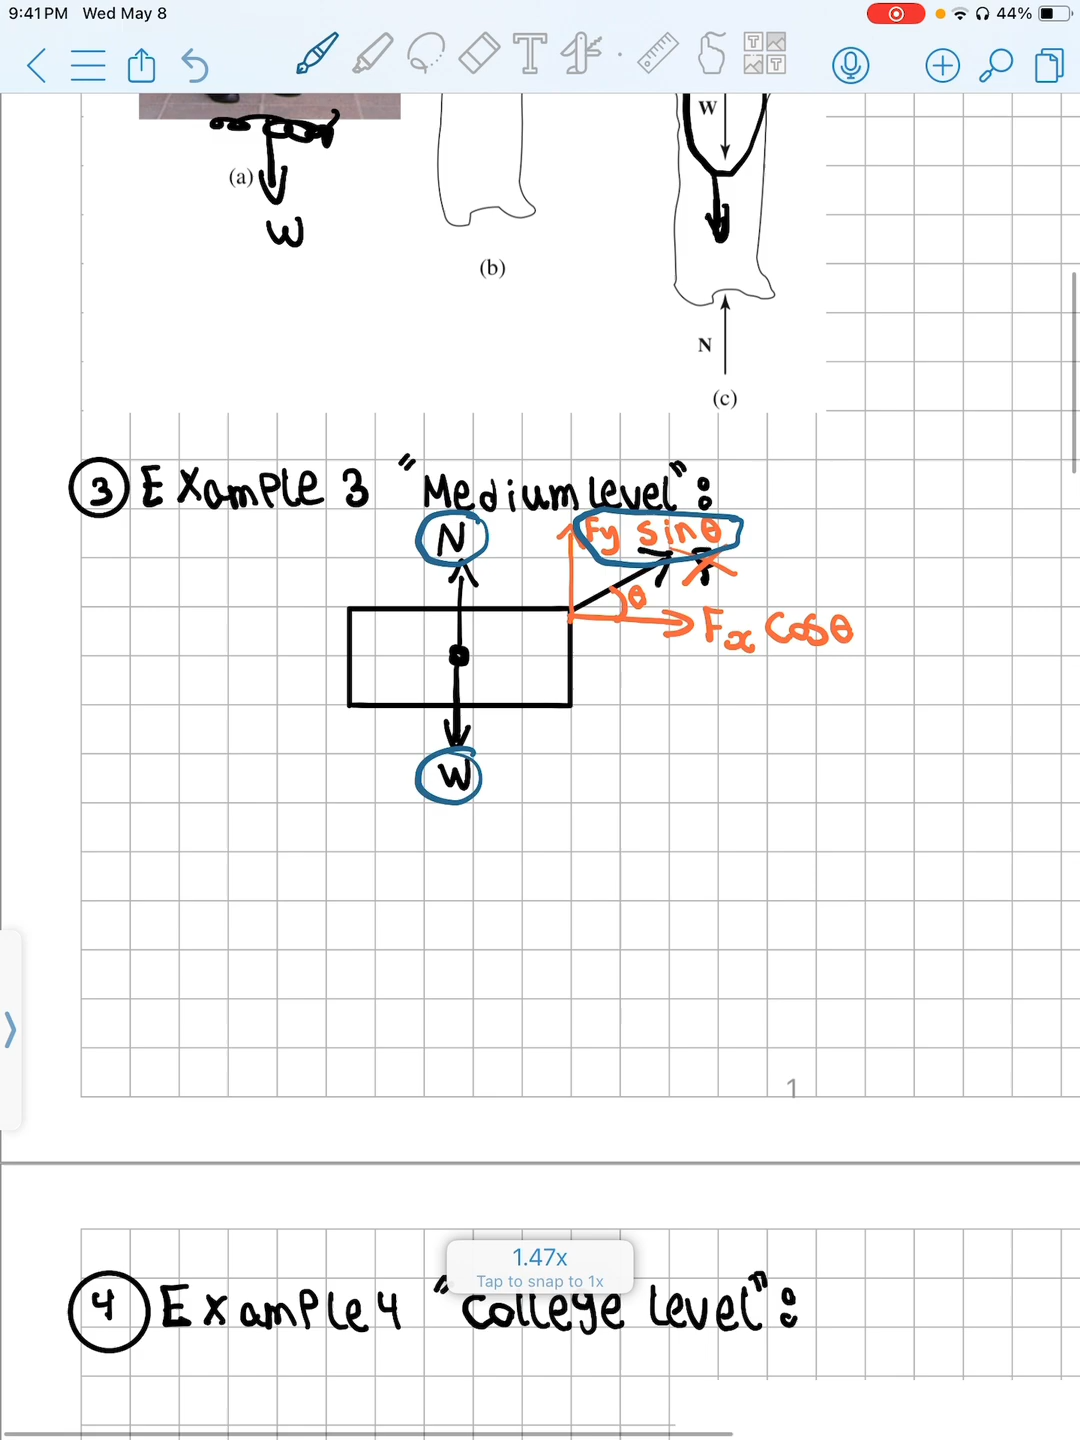 9:41 PM Wed May 8
44%
T
T
T
W
(a)
W
(b)
N
(c)
3 Example 3 "Medium level":
N
Fy sinθ
θ
Fx cosθ
W
1
1.47x
Tap to snap to 1x
4 Example 4 "College level":